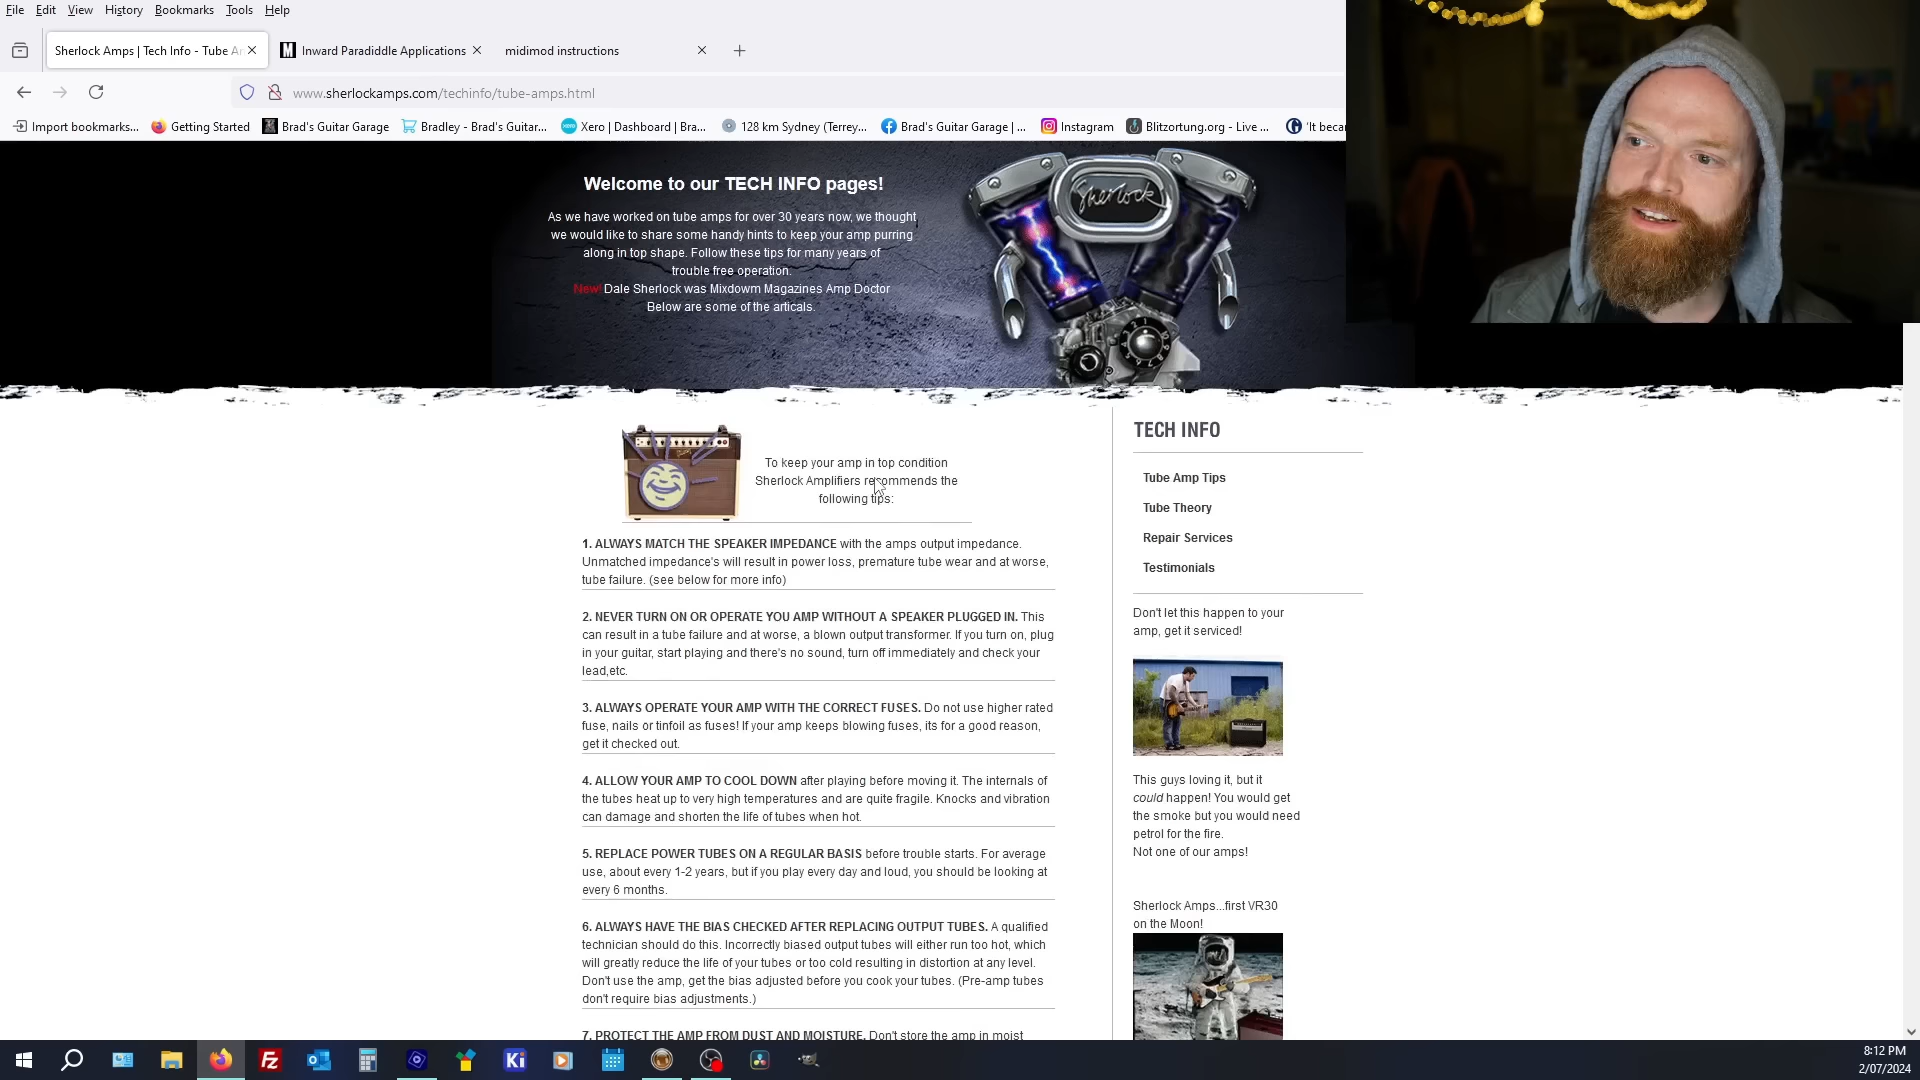 File Edit View History Bookmarks Tools Help
Sherlock Amps | Tech Info - Tube Ar
Inward Paradiddle Applications
midimod instructions
www.sherlockamps.com/techinfo/tube-amps.html
Import bookmarks...
Getting Started
Brad's Guitar Garage
Bradley - Brad's Guitar...
Xero | Dashboard | Bra...
128 km Sydney (Terrey...
Brad's Guitar Garage | ...
Instagram
Blitzortung.org - Live ...
'It becar
Welcome to our TECH INFO pages!
As we have worked on tube amps for over 30 years now, we thought
we would like to share some handy hints to keep your amp purring
along in top shape. Follow these tips for many years of
trouble free operation.
New! Dale Sherlock was Mixdowm Magazines Amp Doctor
Below are some of the articals.
Sherlock
To keep your amp in top condition
Sherlock Amplifiers recommends the
following tips:
1. ALWAYS MATCH THE SPEAKER IMPEDANCE with the amps output impedance.
Unmatched impedance's will result in power loss, premature tube wear and at worse,
tube failure. (see below for more info)
2. NEVER TURN ON OR OPERATE YOU AMP WITHOUT A SPEAKER PLUGGED IN. This
can result in a tube failure and at worse, a blown output transformer. If you turn on, plug
in your guitar, start playing and there's no sound, turn off immediately and check your
lead,etc.
3. ALWAYS OPERATE YOUR AMP WITH THE CORRECT FUSES. Do not use higher rated
fuse, nails or tinfoil as fuses! If your amp keeps blowing fuses, its for a good reason,
get it checked out.
4. ALLOW YOUR AMP TO COOL DOWN after playing before moving it. The internals of
the tubes heat up to very high temperatures and are quite fragile. Knocks and vibration
can damage and shorten the life of tubes when hot.
5. REPLACE POWER TUBES ON A REGULAR BASIS before trouble starts. For average
use, about every 1-2 years, but if you play every day and loud, you should be looking at
every 6 months.
6. ALWAYS HAVE THE BIAS CHECKED AFTER REPLACING OUTPUT TUBES. A qualified
technician should do this. Incorrectly biased output tubes will either run too hot, which
will greatly reduce the life of your tubes or too cold resulting in distortion at any level.
Don't use the amp, get the bias adjusted before you cook your tubes. (Pre-amp tubes
don't require bias adjustments.)
7. PROTECT THE AMP FROM DUST AND MOISTURE. Don't store the amp in moist
TECH INFO
Tube Amp Tips
Tube Theory
Repair Services
Testimonials
Don't let this happen to your
amp, get it serviced!
This guys loving it, but it
could happen! You would get
the smoke but you would need
petrol for the fire.
Not one of our amps!
Sherlock Amps...first VR30
on the Moon!
8:12 PM
2/07/2024